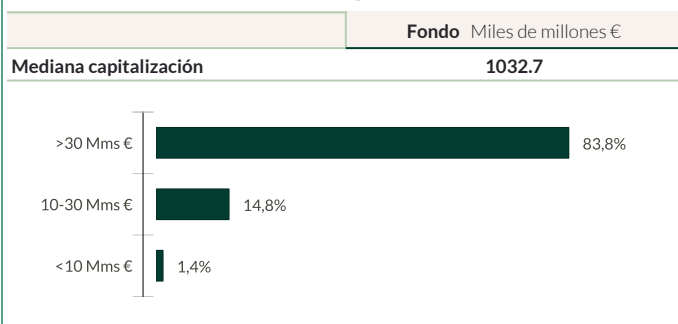 Fondo Miles de millones €
Mediana capitalización 1032.7
>30 Mms € 83,8%
10-30 Mms € 14,8%
<10 Mms € 1,4%